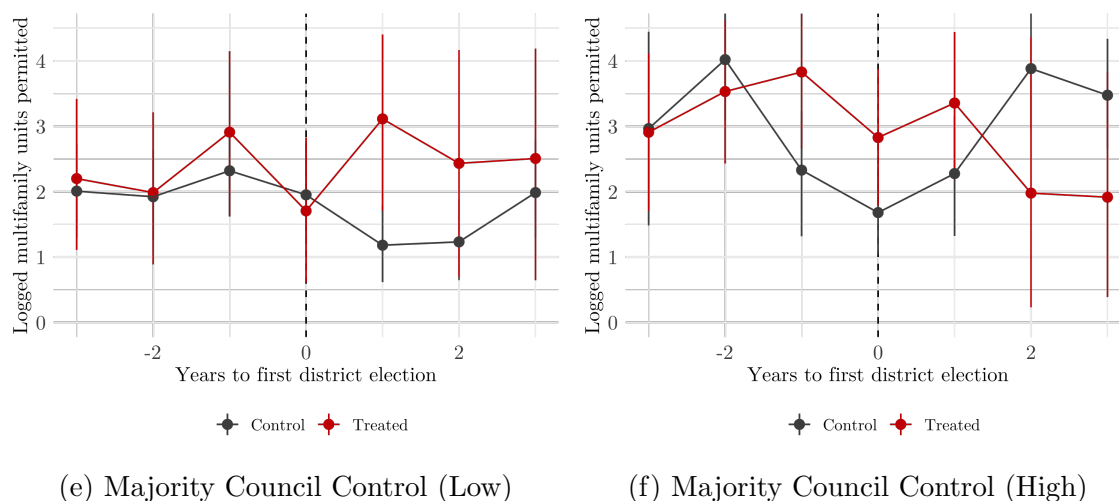 Logged multifamily units permitted
4
3
2
1
0
-2
0
2
Years to first district election
Control
Treated
(e) Majority Council Control (Low)
Logged multifamily units permitted
4
3
2
1
0
-2
0
2
Years to first district election
Control
Treated
(f) Majority Council Control (High)